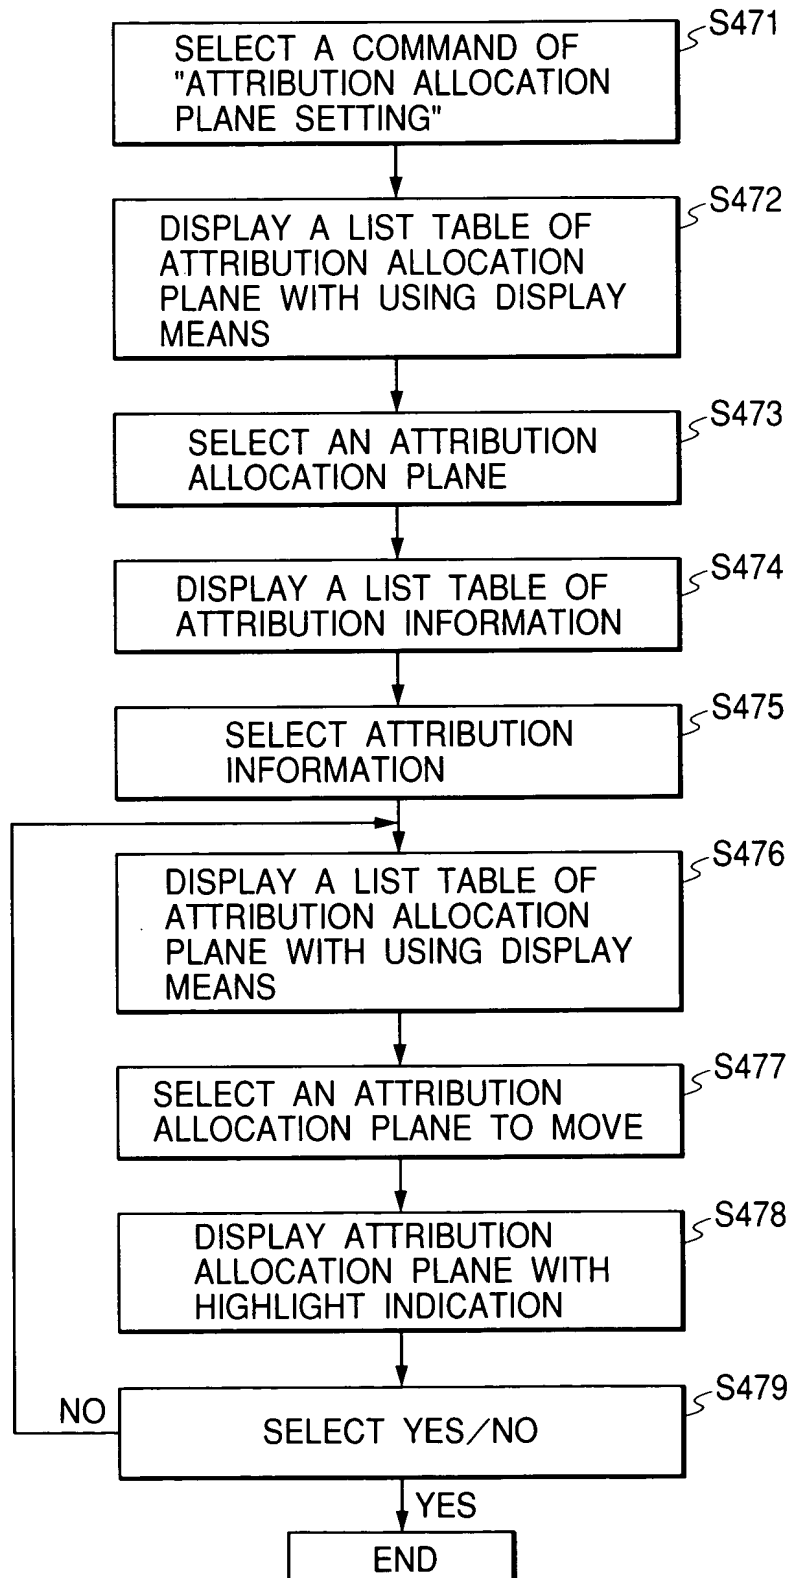 S471
SELECT A COMMAND OF
"ATTRIBUTION ALLOCATION
PLANE SETTING"
S472
DISPLAY A LIST TABLE OF
ATTRIBUTION ALLOCATION
PLANE WITH USING DISPLAY
MEANS
S473
SELECT AN ATTRIBUTION
ALLOCATION PLANE
S474
DISPLAY A LIST TABLE OF
ATTRIBUTION INFORMATION
S475
SELECT ATTRIBUTION
INFORMATION
S476
DISPLAY A LIST TABLE OF
ATTRIBUTION ALLOCATION
PLANE WITH USING DISPLAY
MEANS
S477
SELECT AN ATTRIBUTION
ALLOCATION PLANE TO MOVE
S478
DISPLAY ATTRIBUTION
ALLOCATION PLANE WITH
HIGHLIGHT INDICATION
S479
NO
SELECT YES/NO
YES
END